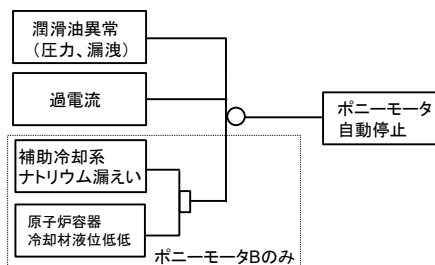 潤滑油異常
(圧力、漏洩)
過電流
ポニーモータ
自動停止
補助冷却系
ナトリウム漏えい
原子炉容器
冷却材液位低低
ポニーモータBのみ